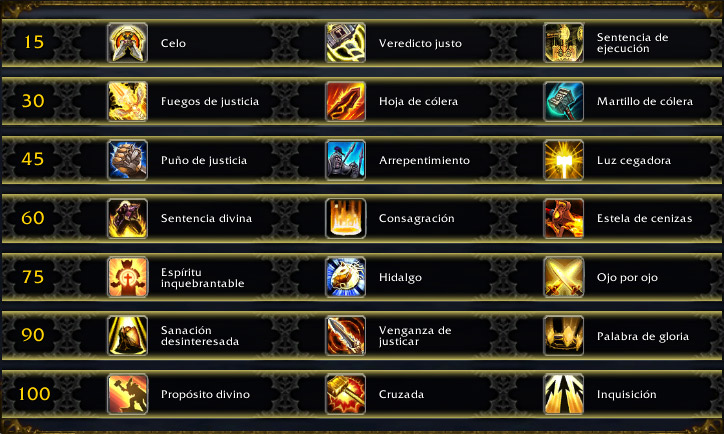 15 Celo Veredicto justo Sentencia de
ejecución
30 Fuegos de justicia Hoja de cólera Martillo de cólera
45 Puño de justicia Arrepentimiento Luz cegadora
60 Sentencia divina Consagración Estela de cenizas
75 Espíritu
inquebrantable Hidalgo Ojo por ojo
90 Sanación
desinteresada Venganza de
justicar Palabra de gloria
100 Propósito divino Cruzada Inquisición